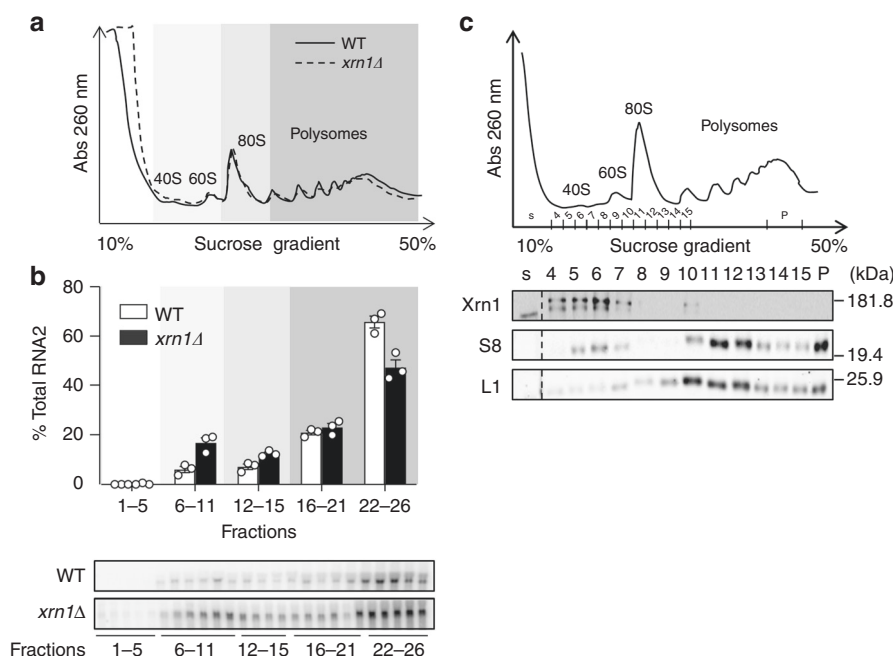 a
WT
xrn1Δ
Abs 260 nm
80S
Polysomes
40S 60S
10% Sucrose gradient 50%
b
80
60
40
20
0
% Total RNA2
WT
xrn1Δ
1–5 6–11 12–15 16–21 22–26
Fractions
WT
xrn1Δ
Fractions 1–5 6–11 12–15 16–21 22–26
c
Abs 260 nm
80S
Polysomes
60S
40S
s 4 5 6 7 8 9 10 11 12 13 14 15 P
10% Sucrose gradient 50%
s 4 5 6 7 8 9 10 11 12 13 14 15 P (kDa)
Xrn1 181.8
S8 19.4
L1 25.9